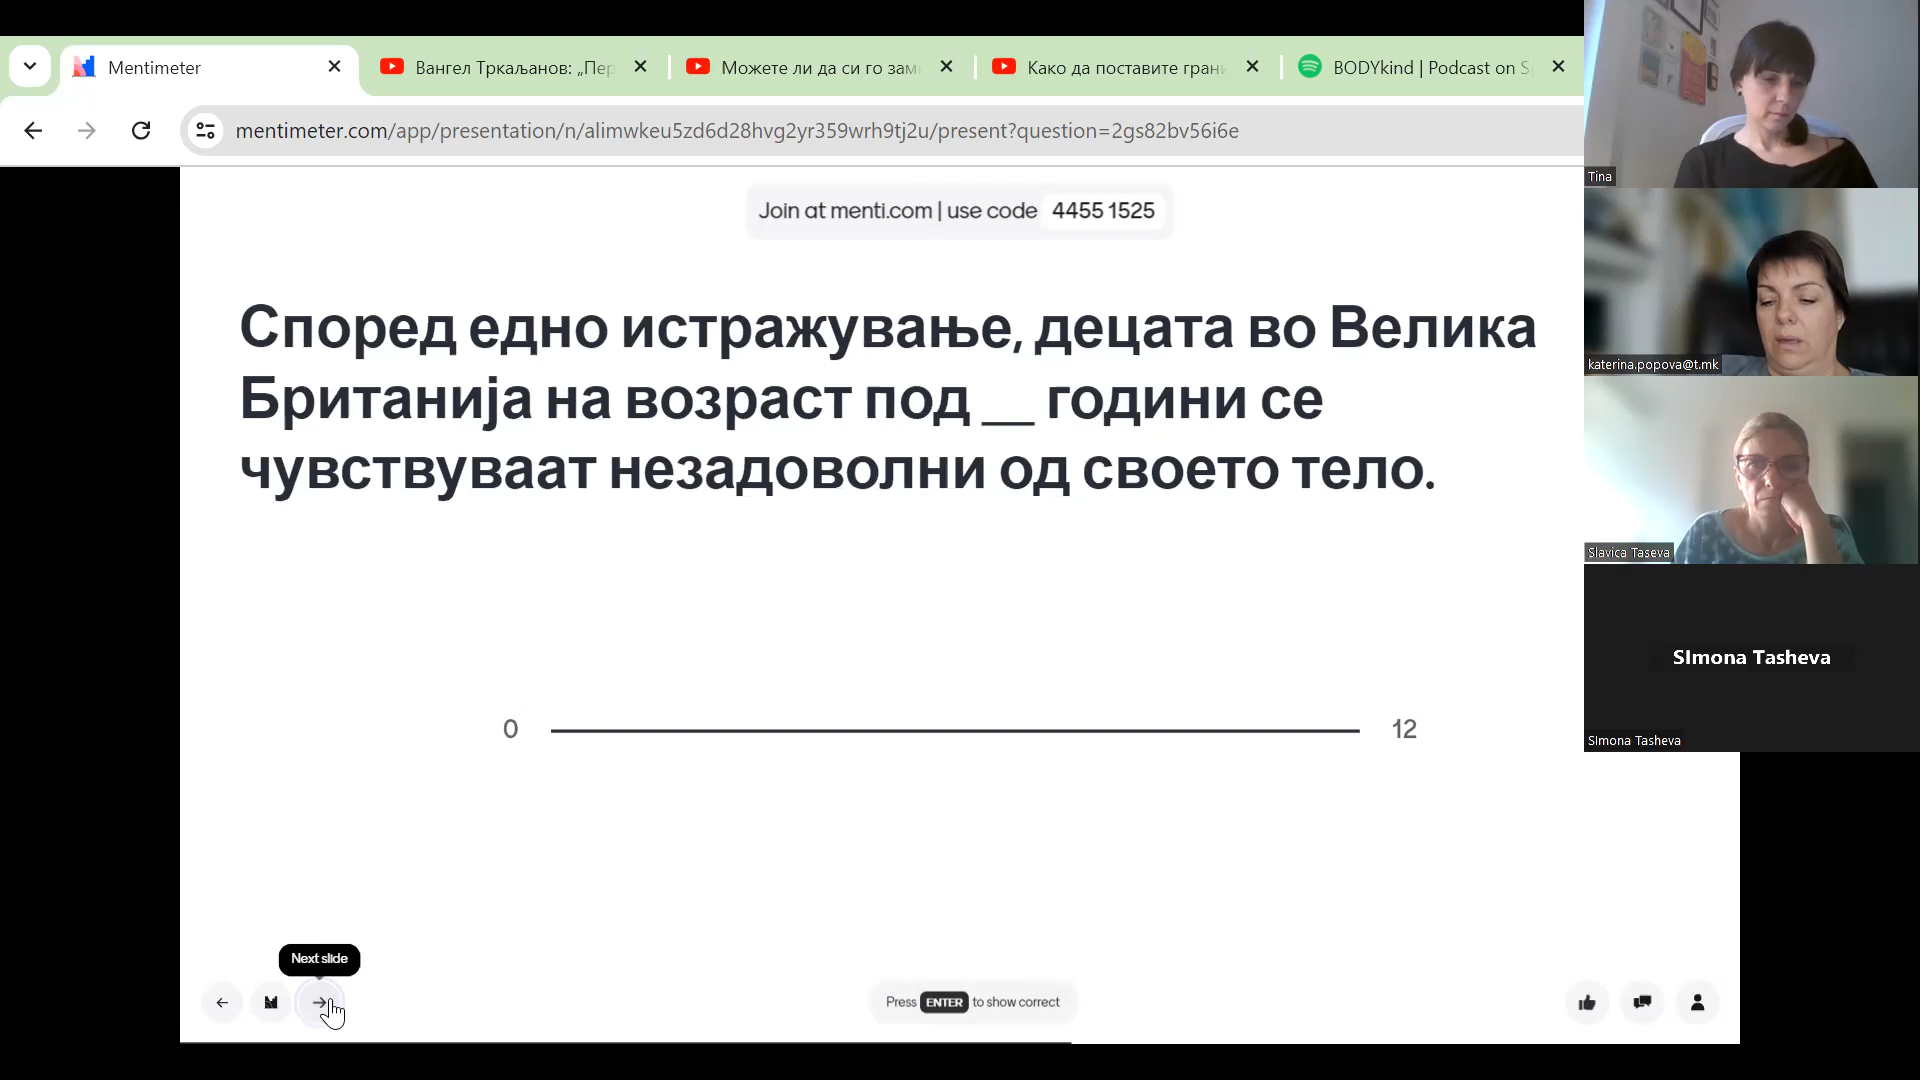 Mentimeter
Вангел Тркаљанов: „Пер
Можете ли да си го зам
Како да поставите грани
BODYkind | Podcast on S
mentimeter.com/app/presentation/n/alimwkeu5zd6d28hvg2yr359wrh9tj2u/present?question=2gs82bv56i6e
Join at menti.com | use code 4455 1525
Според едно истражување, децата во Велика
Британија на возраст под __ години се
чувствуваат незадоволни од своето тело.
0
12
Next slide
Press ENTER to show correct
Tina
katerina.popova@t.mk
Slavica Taseva
SImona Tasheva
SImona Tasheva